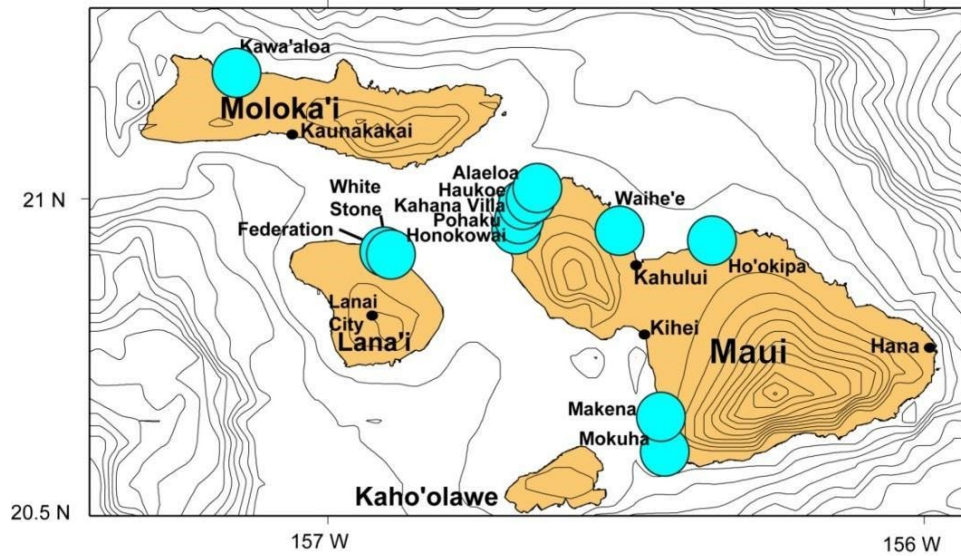 Kawa'aloa
Moloka'i
Kaunakakai
Alaeloa
White
Haukoe
Waihe'e
21 N
Kahana Villa
Stone
Pohaku
Federation
Honokowai
Ho'okipa
Kahului
Lanai
City
Kihei
Lana'i
Maui
Hana
Makena
Mokuha
Kaho'olawe
20.5 N
157 W
156 W